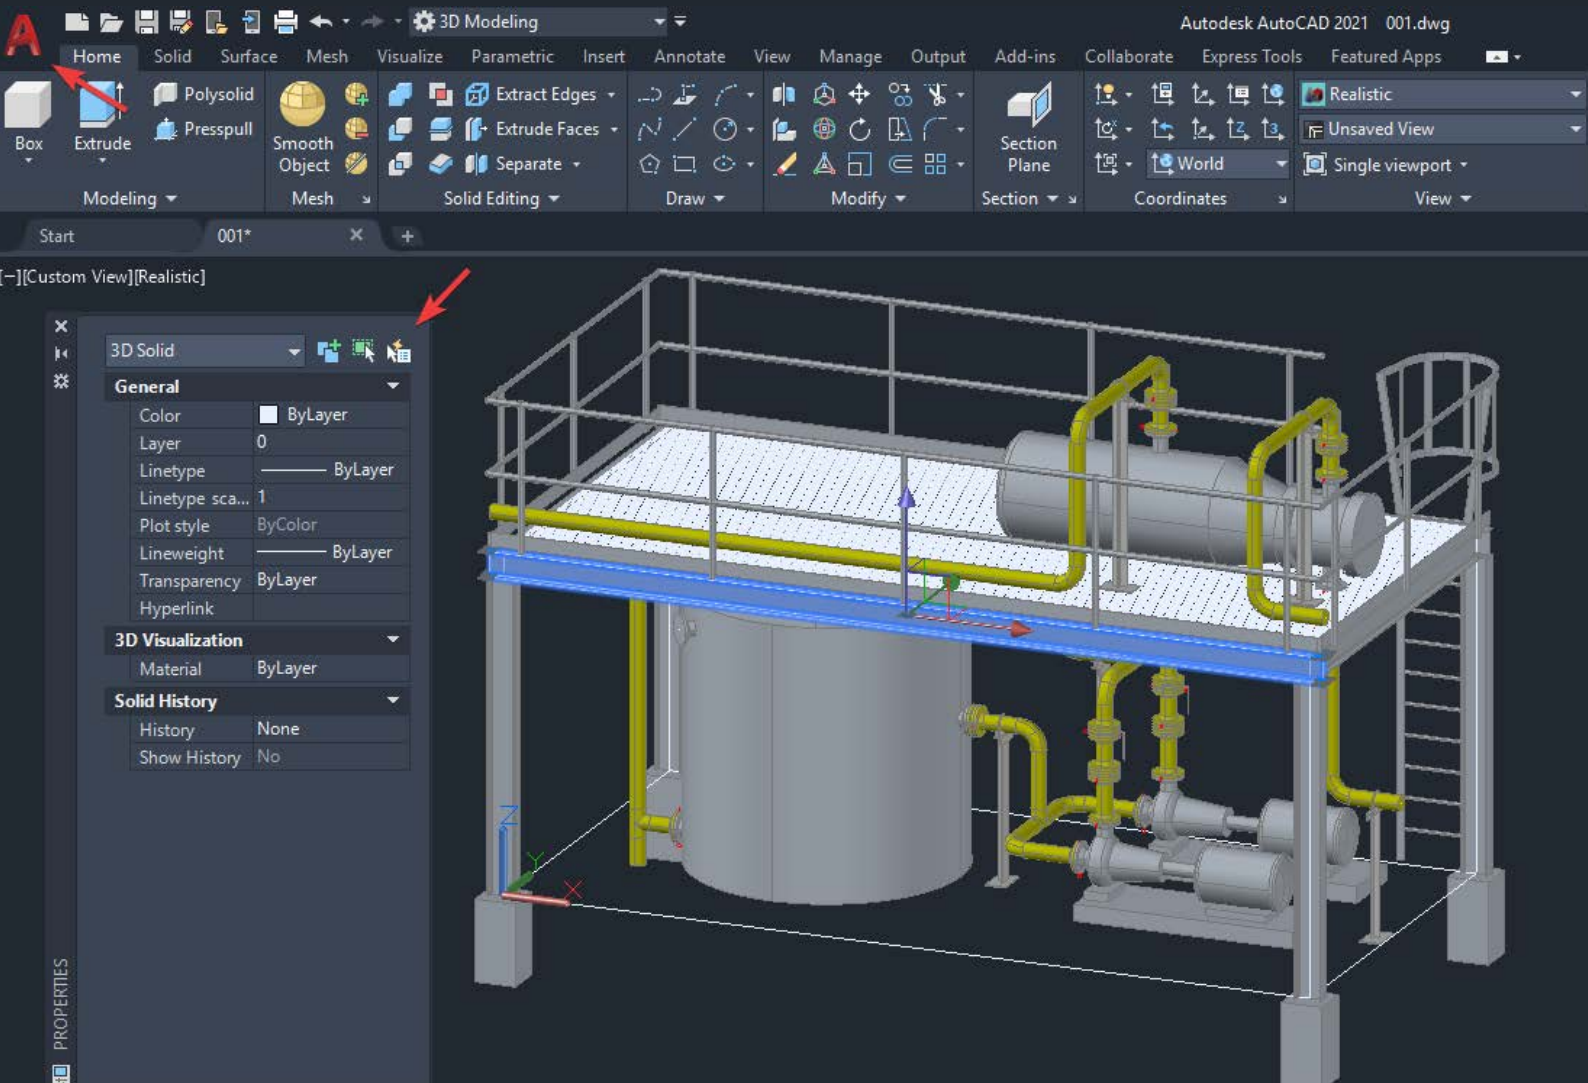 3D Modeling
Autodesk AutoCAD 2021 001.dwg
Home Solid Surface Mesh Visualize Parametric Insert Annotate View Manage Output Add-ins Collaborate Express Tools Featured Apps
Box
Extrude
Polysolid
Presspull
Modeling
Smooth
Object
Mesh
Extract Edges
Extrude Faces
Separate
Solid Editing
Draw
Modify
Section
Plane
Section
World
Coordinates
Realistic
Unsaved View
Single viewport
View
Start 001* +
[−][Custom View][Realistic]
3D Solid
General
Color ByLayer
Layer 0
Linetype ByLayer
Linetype sca... 1
Plot style ByColor
Lineweight ByLayer
Transparency ByLayer
Hyperlink
3D Visualization
Material ByLayer
Solid History
History None
Show History No
PROPERTIES
Z
Y
X